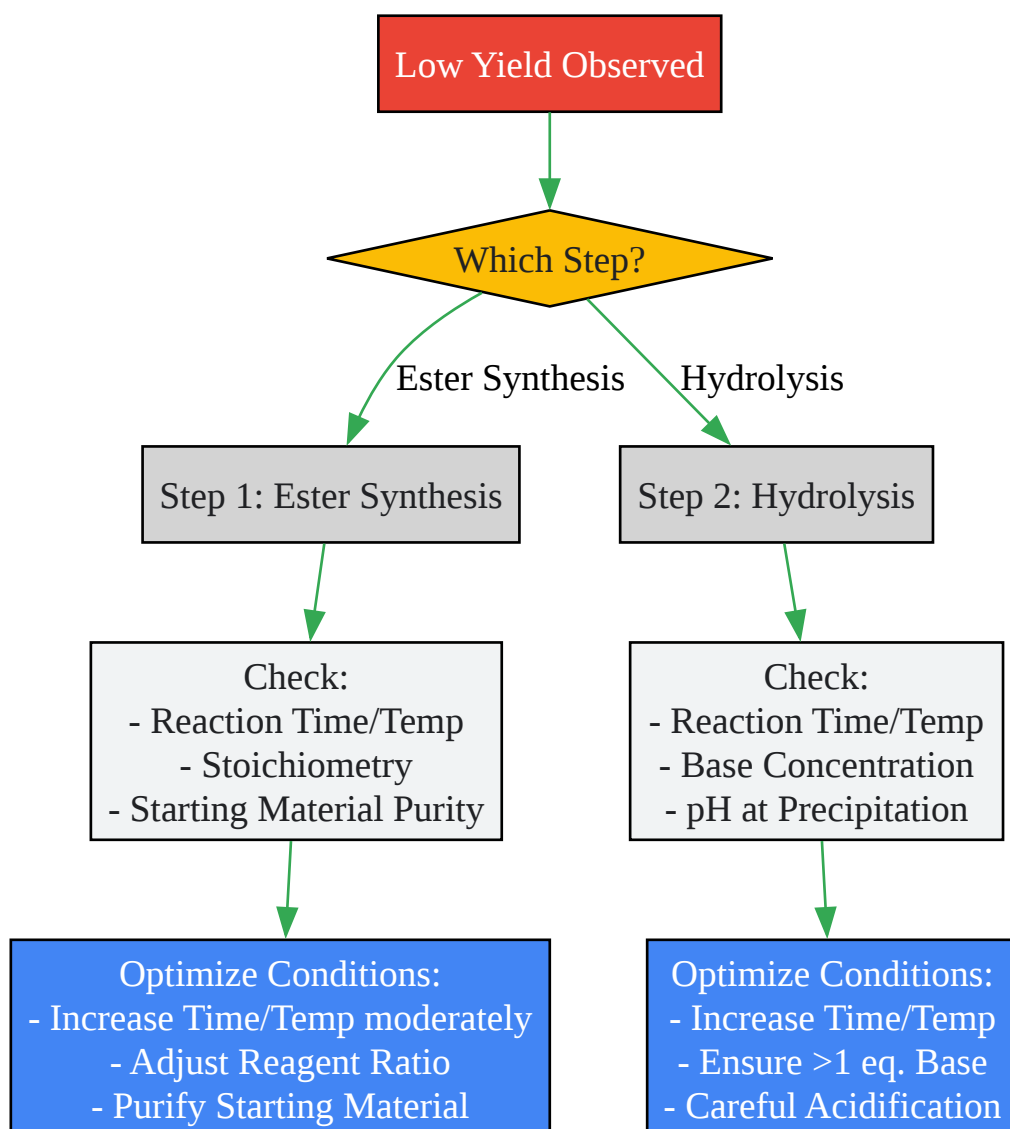 Low Yield Observed
Which Step?
Ester Synthesis
Hydrolysis
Step 1: Ester Synthesis
Step 2: Hydrolysis
Check:
- Reaction Time/Temp
- Stoichiometry
- Starting Material Purity
Check:
- Reaction Time/Temp
- Base Concentration
- pH at Precipitation
Optimize Conditions:
- Increase Time/Temp moderately
- Adjust Reagent Ratio
- Purify Starting Material
Optimize Conditions:
- Increase Time/Temp
- Ensure >1 eq. Base
- Careful Acidification